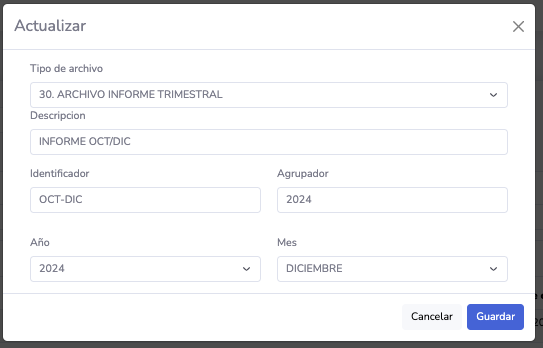 Actualizar
Tipo de archivo
30. ARCHIVO INFORME TRIMESTRAL
Descripcion
INFORME OCT/DIC
Identificador
Agrupador
OCT-DIC
2024
Año
Mes
2024
DICIEMBRE
Cancelar
Guardar